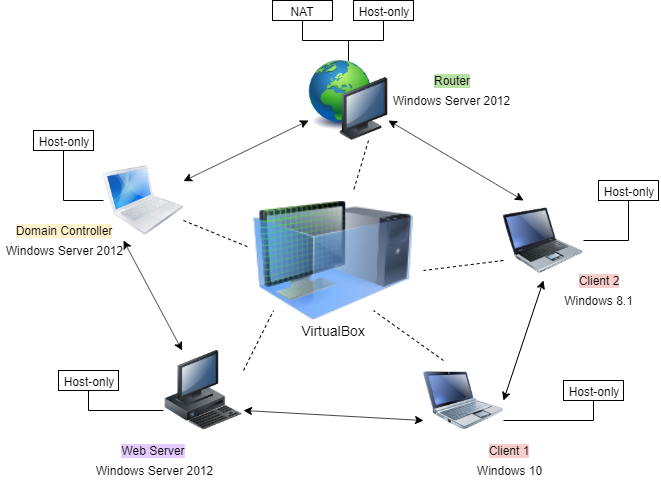 NAT
Host-only
Router
Windows Server 2012
Host-only
Domain Controller
Windows Server 2012
Host-only
Client 2
Windows 8.1
VirtualBox
Host-only
Web Server
Windows Server 2012
Host-only
Client 1
Windows 10